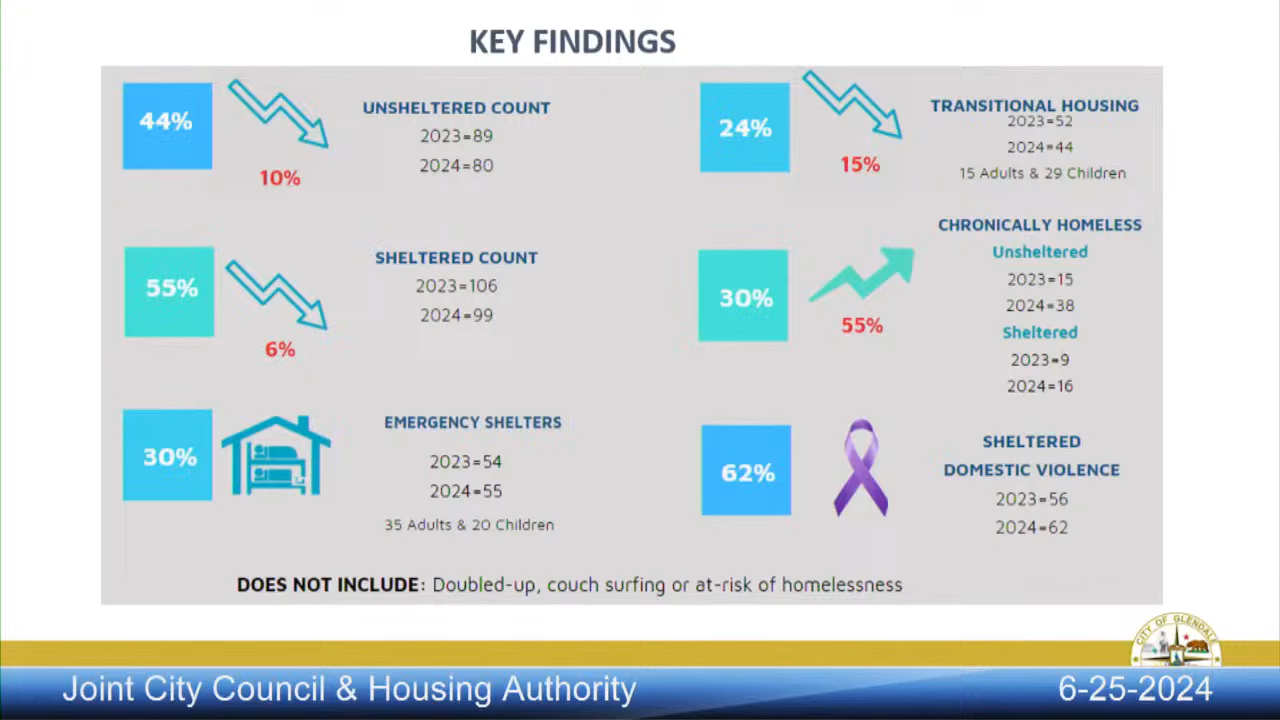 KEY FINDINGS
44%
10%
UNSHELTERED COUNT
2023=89
2024=80
24%
15%
TRANSITIONAL HOUSING
2023=52
2024=44
15 Adults & 29 Children
55%
6%
SHELTERED COUNT
2023=106
2024=99
30%
55%
CHRONICALLY HOMELESS
Unsheltered
2023=15
2024=38
Sheltered
2023=9
2024=16
30%
EMERGENCY SHELTERS
2023=54
2024=55
35 Adults & 20 Children
62%
SHELTERED
DOMESTIC VIOLENCE
2023=56
2024=62
DOES NOT INCLUDE: Doubled-up, couch surfing or at-risk of homelessness
CITY OF GLENDALE
Joint City Council & Housing Authority
6-25-2024